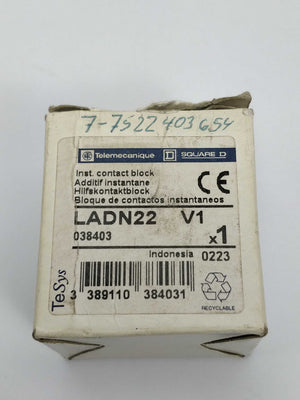 7-7522 403 654
Telemecanique SQUARE D
Inst. contact block
Additif instantane
Hilfskontaktblock
Bloque de contactos instantaneos
CE
LADN22 V1
038403
x1
Indonesia 0223
TeSys
3 389110 384031
RECYCLABLE